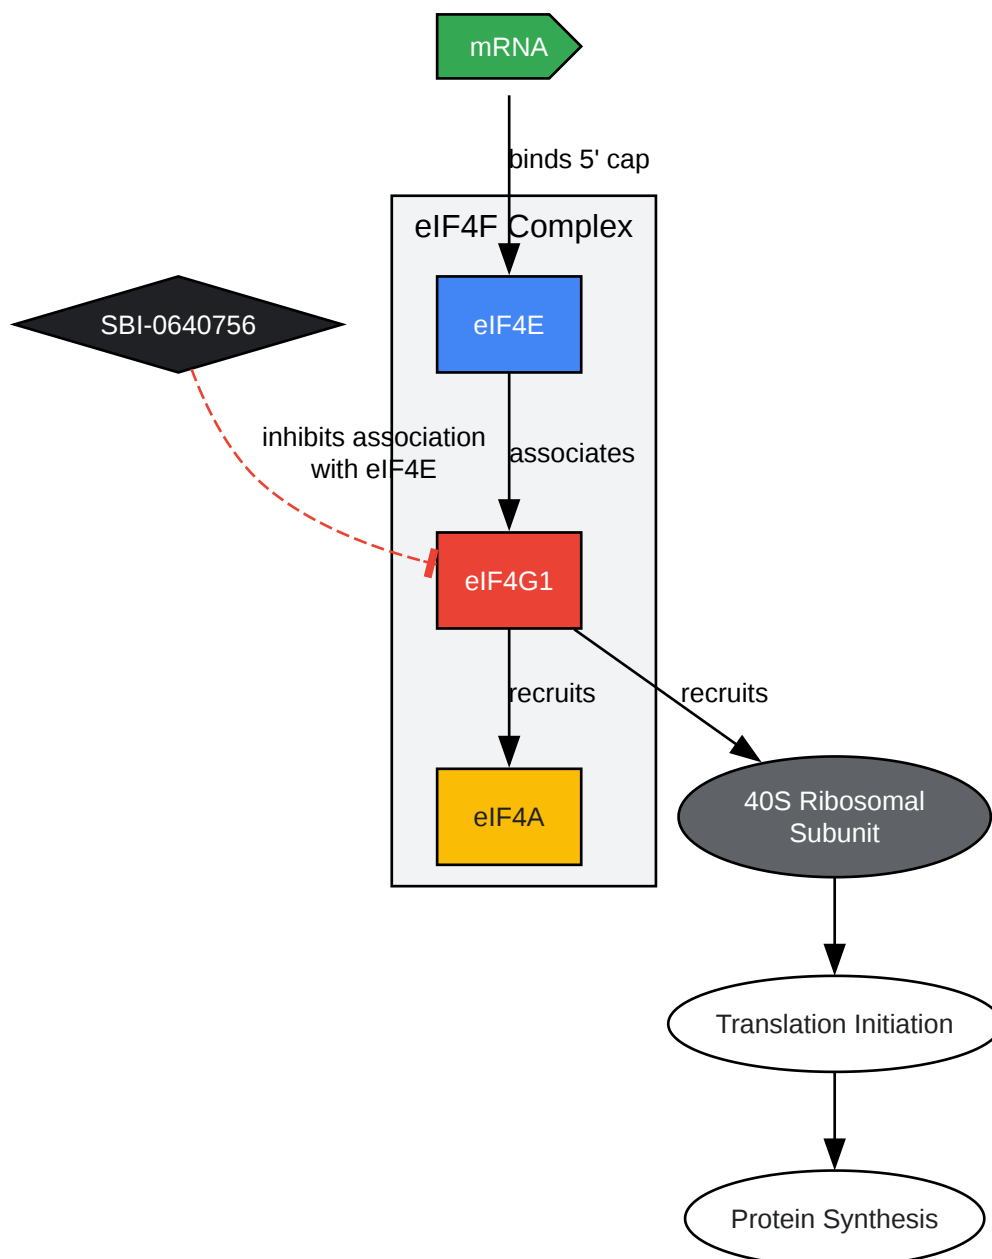 mRNA
binds 5' cap
eIF4F Complex
SBI-0640756
eIF4E
inhibits association
with eIF4E
associates
eIF4G1
recruits
recruits
40S Ribosomal
Subunit
eIF4A
Translation Initiation
Protein Synthesis